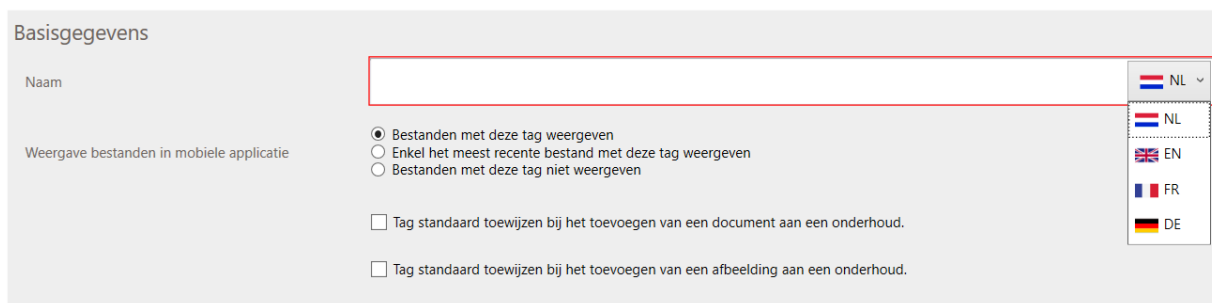 Basisgegevens
Naam
NL
NL
EN
FR
DE
Weergave bestanden in mobiele applicatie
Bestanden met deze tag weergeven
Enkel het meest recente bestand met deze tag weergeven
Bestanden met deze tag niet weergeven
Tag standaard toewijzen bij het toevoegen van een document aan een onderhoud.
Tag standaard toewijzen bij het toevoegen van een afbeelding aan een onderhoud.